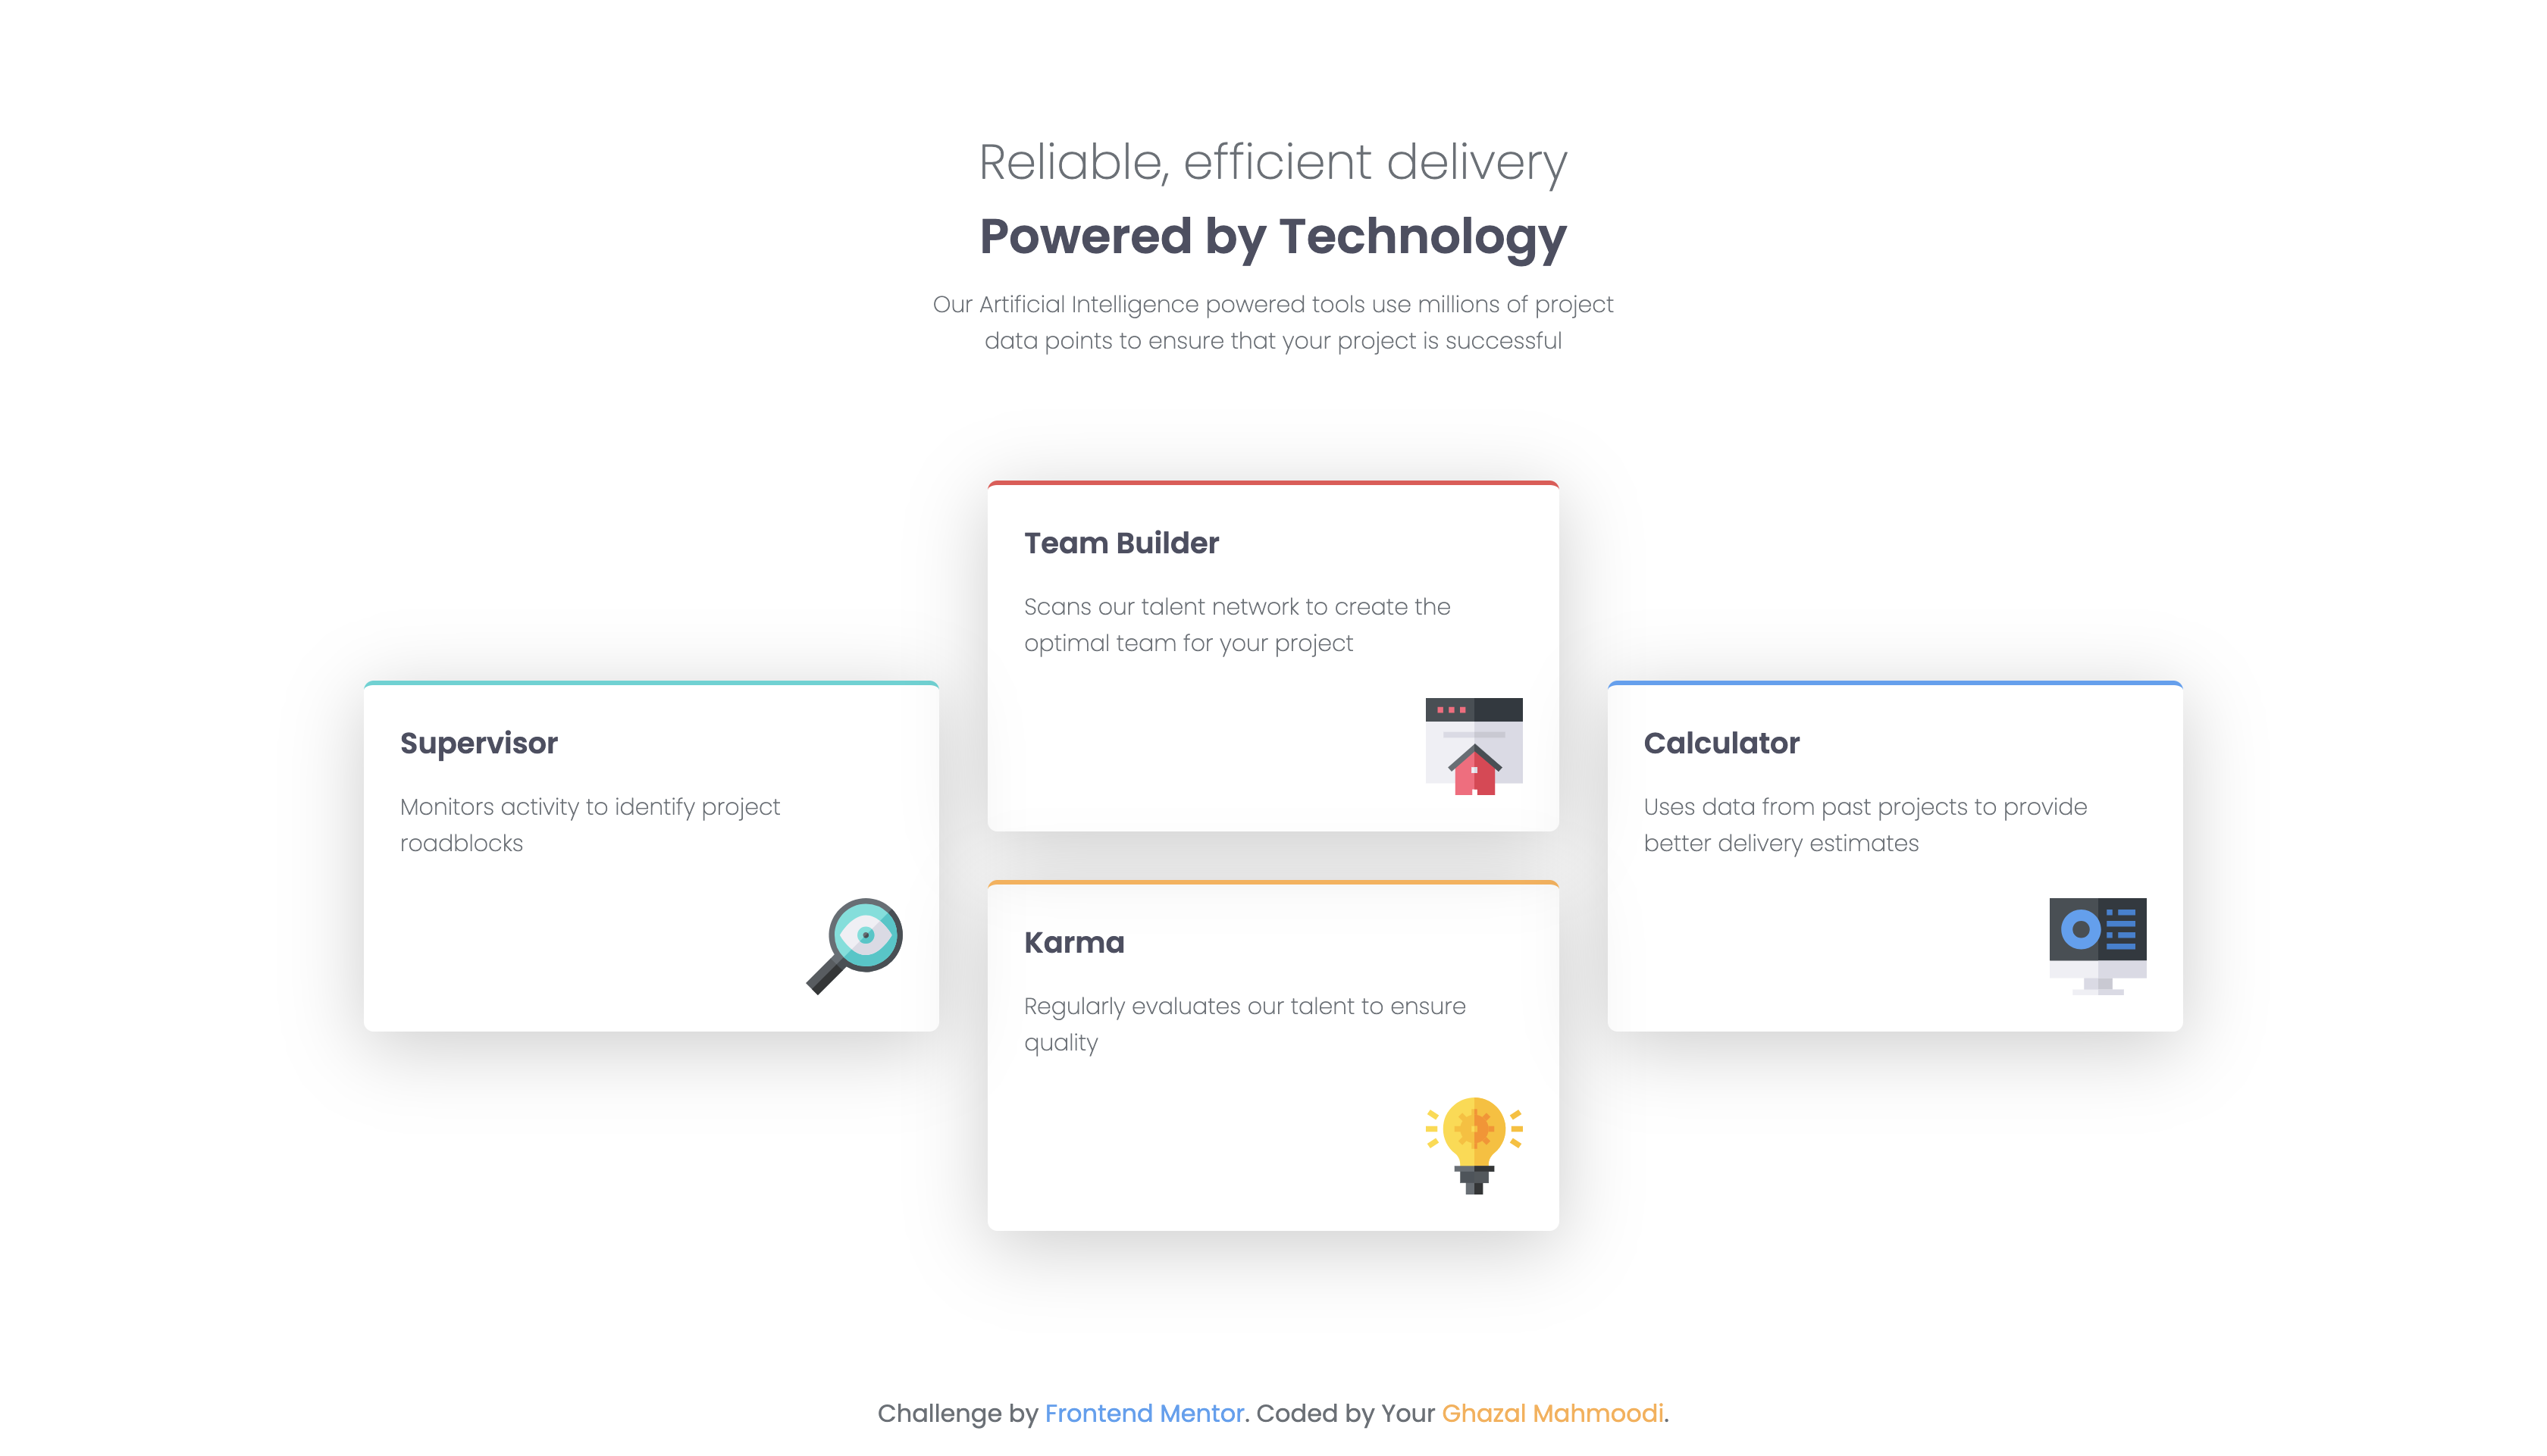 Reliable, efficient delivery
Powered by Technology
Our Artificial Intelligence powered tools use millions of project
data points to ensure that your project is successful
Supervisor
Monitors activity to identify project
roadblocks
Team Builder
Scans our talent network to create the
optimal team for your project
Karma
Regularly evaluates our talent to ensure
quality
Calculator
Uses data from past projects to provide
better delivery estimates
Challenge by Frontend Mentor. Coded by Your Ghazal Mahmoodi.